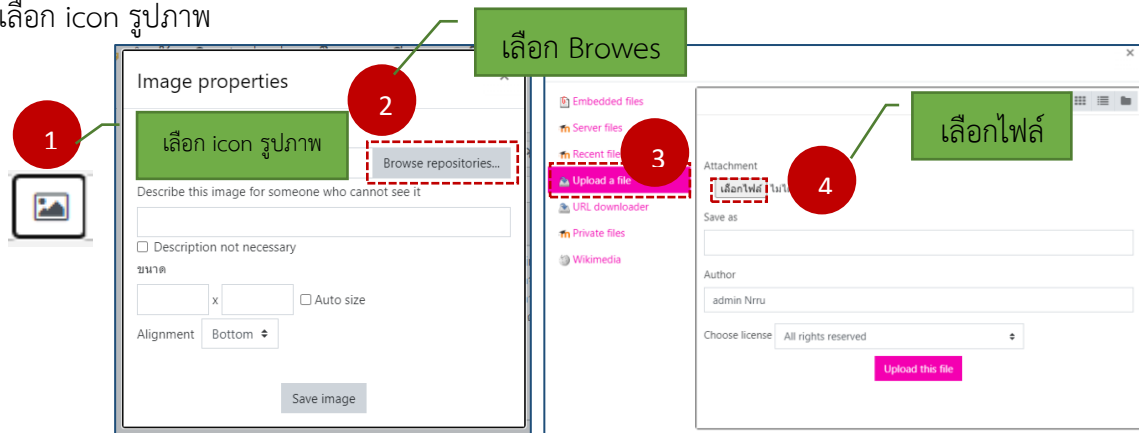 เลือก icon รูปภาพ
1
Image properties
×
2
เลือก Browes
เลือก icon รูปภาพ
Browse repositories...
Describe this image for someone who cannot see it
Description not necessary
ขนาด
x
Auto size
Alignment
Bottom
Save image
×
Embedded files
Server files
Recent file
3
Upload a file
URL downloader
Private files
Wikimedia
เลือกไฟล์
Attachment
เลือกไฟล์
4
Save as
Author
admin Nrru
Choose license
All rights reserved
Upload this file